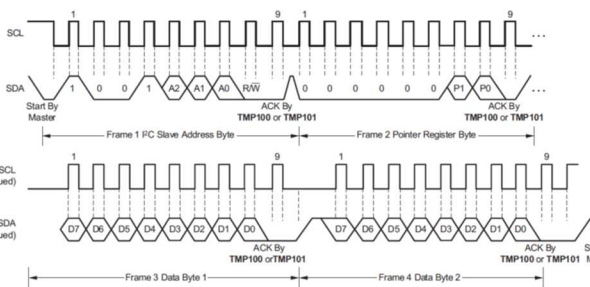 1 9 1 9
SCL ...
SDA 1 0 0 1 A2 A1 A0 R/W̅ 0 0 0 0 0 0 P1 P0 ...
Start By Master
ACK By TMP100 or TMP101
ACK By TMP100 or TMP101
Frame 1 I²C Slave Address Byte
Frame 2 Pointer Register Byte
1 9 1 9
SCL
ued)
SDA D7 D6 D5 D4 D3 D2 D1 D0 D7 D6 D5 D4 D3 D2 D1 D0
ued)
ACK By TMP100 orTMP101
ACK By TMP100 or TMP101
Frame 3 Data Byte 1
Frame 4 Data Byte 2